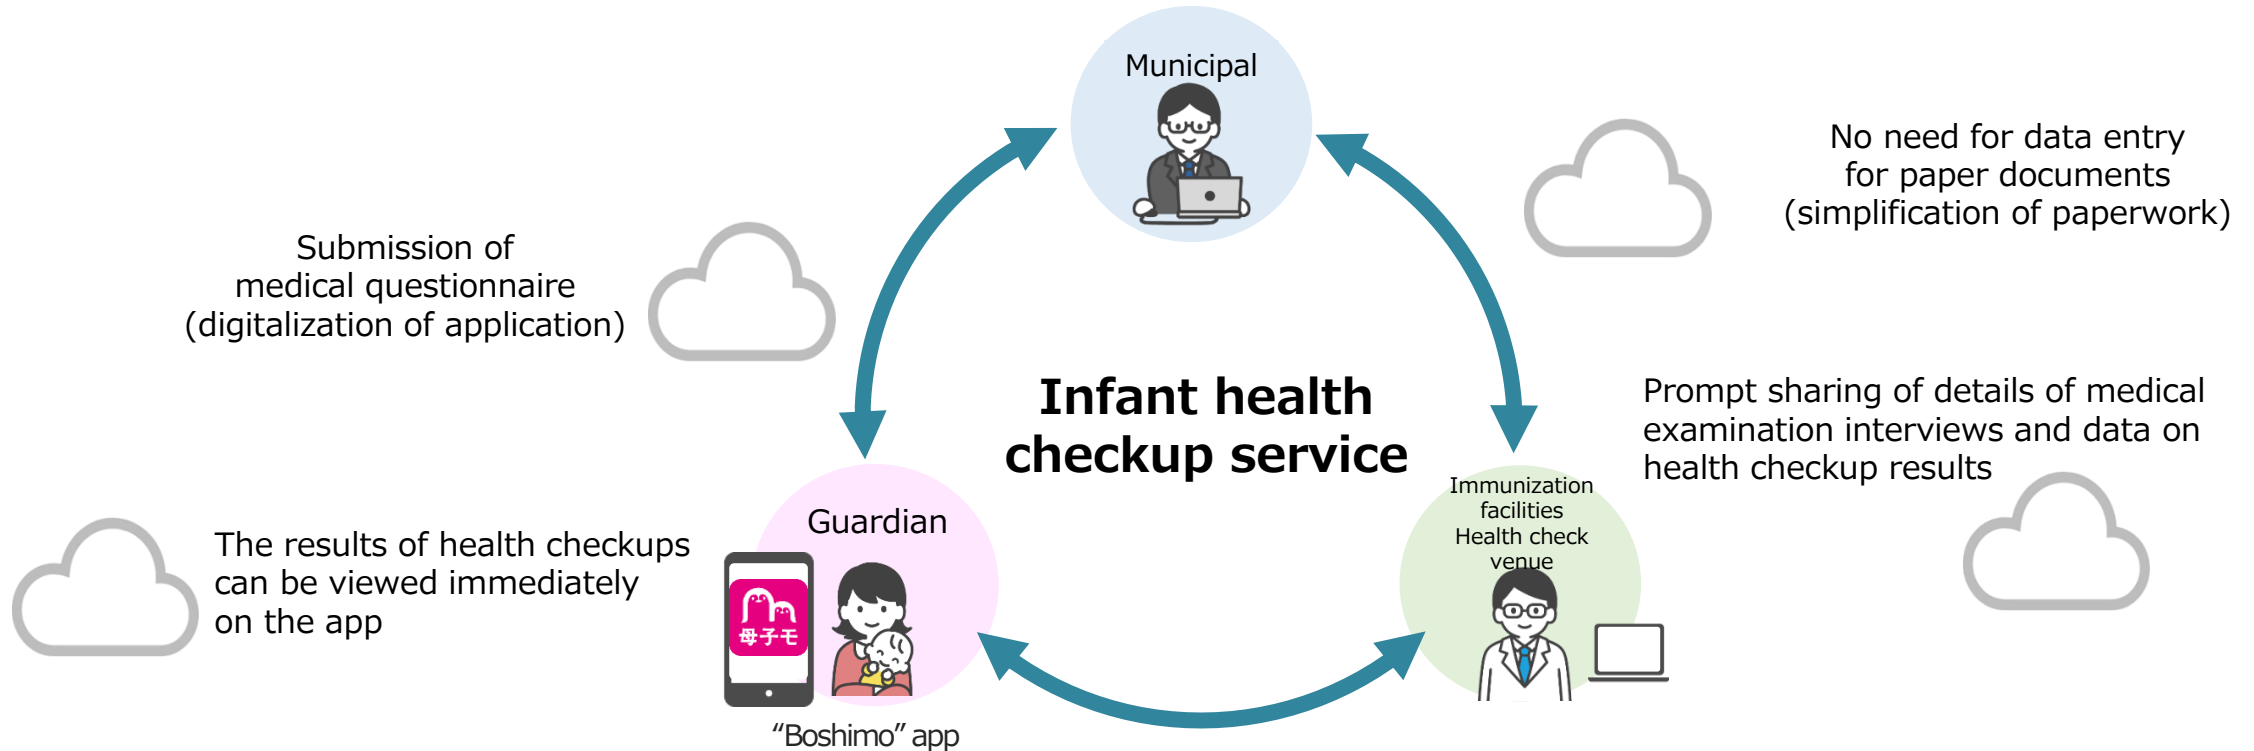 Municipal
No need for data entry
for paper documents
(simplification of paperwork)
Submission of
medical questionnaire
(digitalization of application)
Infant health
checkup service
Prompt sharing of details of medical
examination interviews and data on
health checkup results
Immunization
facilities
Health check
venue
Guardian
The results of health checkups
can be viewed immediately
on the app
母子モ
“Boshimo” app